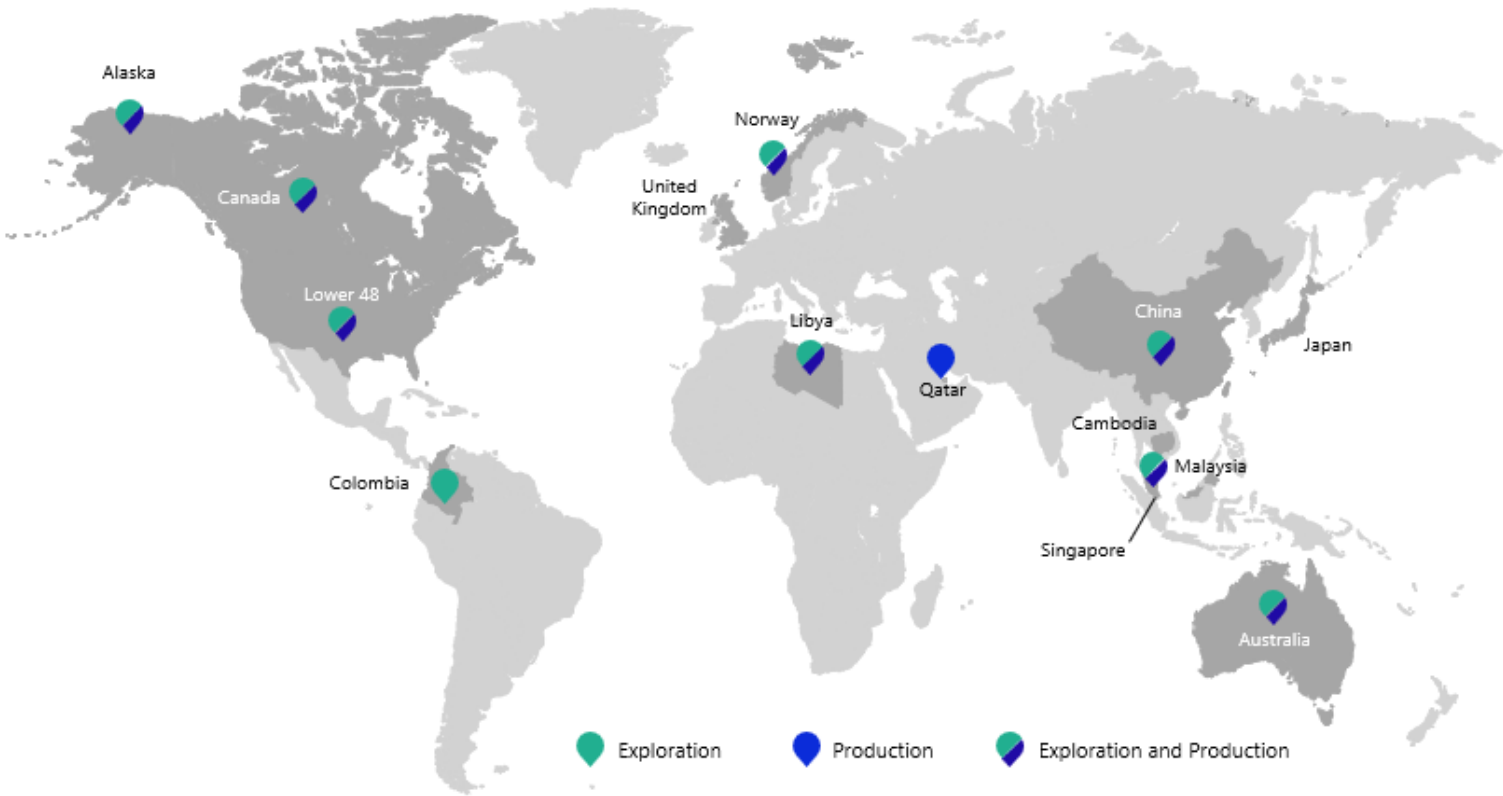 Alaska
Norway
Canada
United
Kingdom
Lower 48
Libya
China
Japan
Qatar
Cambodia
Malaysia
Colombia
Singapore
Australia
Exploration
Production
Exploration and Production